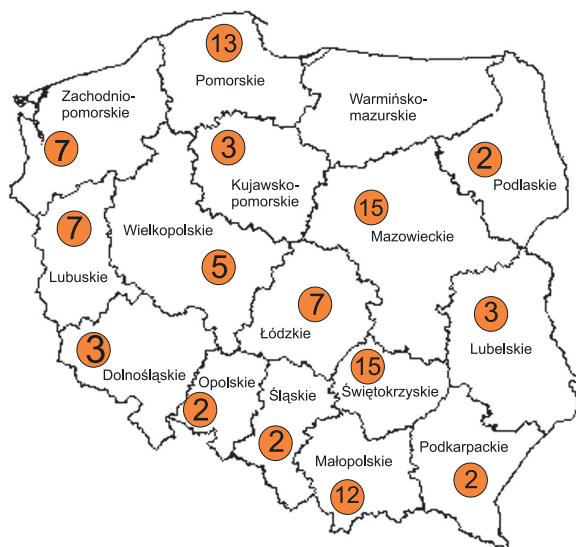 13
Pomorskie
Zachodnio-
pomorskie
7
Warmińsko-
mazurskie
3
Kujawsko-
pomorskie
2
Podlaskie
15
Mazowieckie
7
Lubuskie
Wielkopolskie
5
7
Łódzkie
3
Lubelskie
3
Dolnośląskie
Opolskie
2
Śląskie
2
15
Świętokrzyskie
Małopolskie
12
Podkarpackie
2